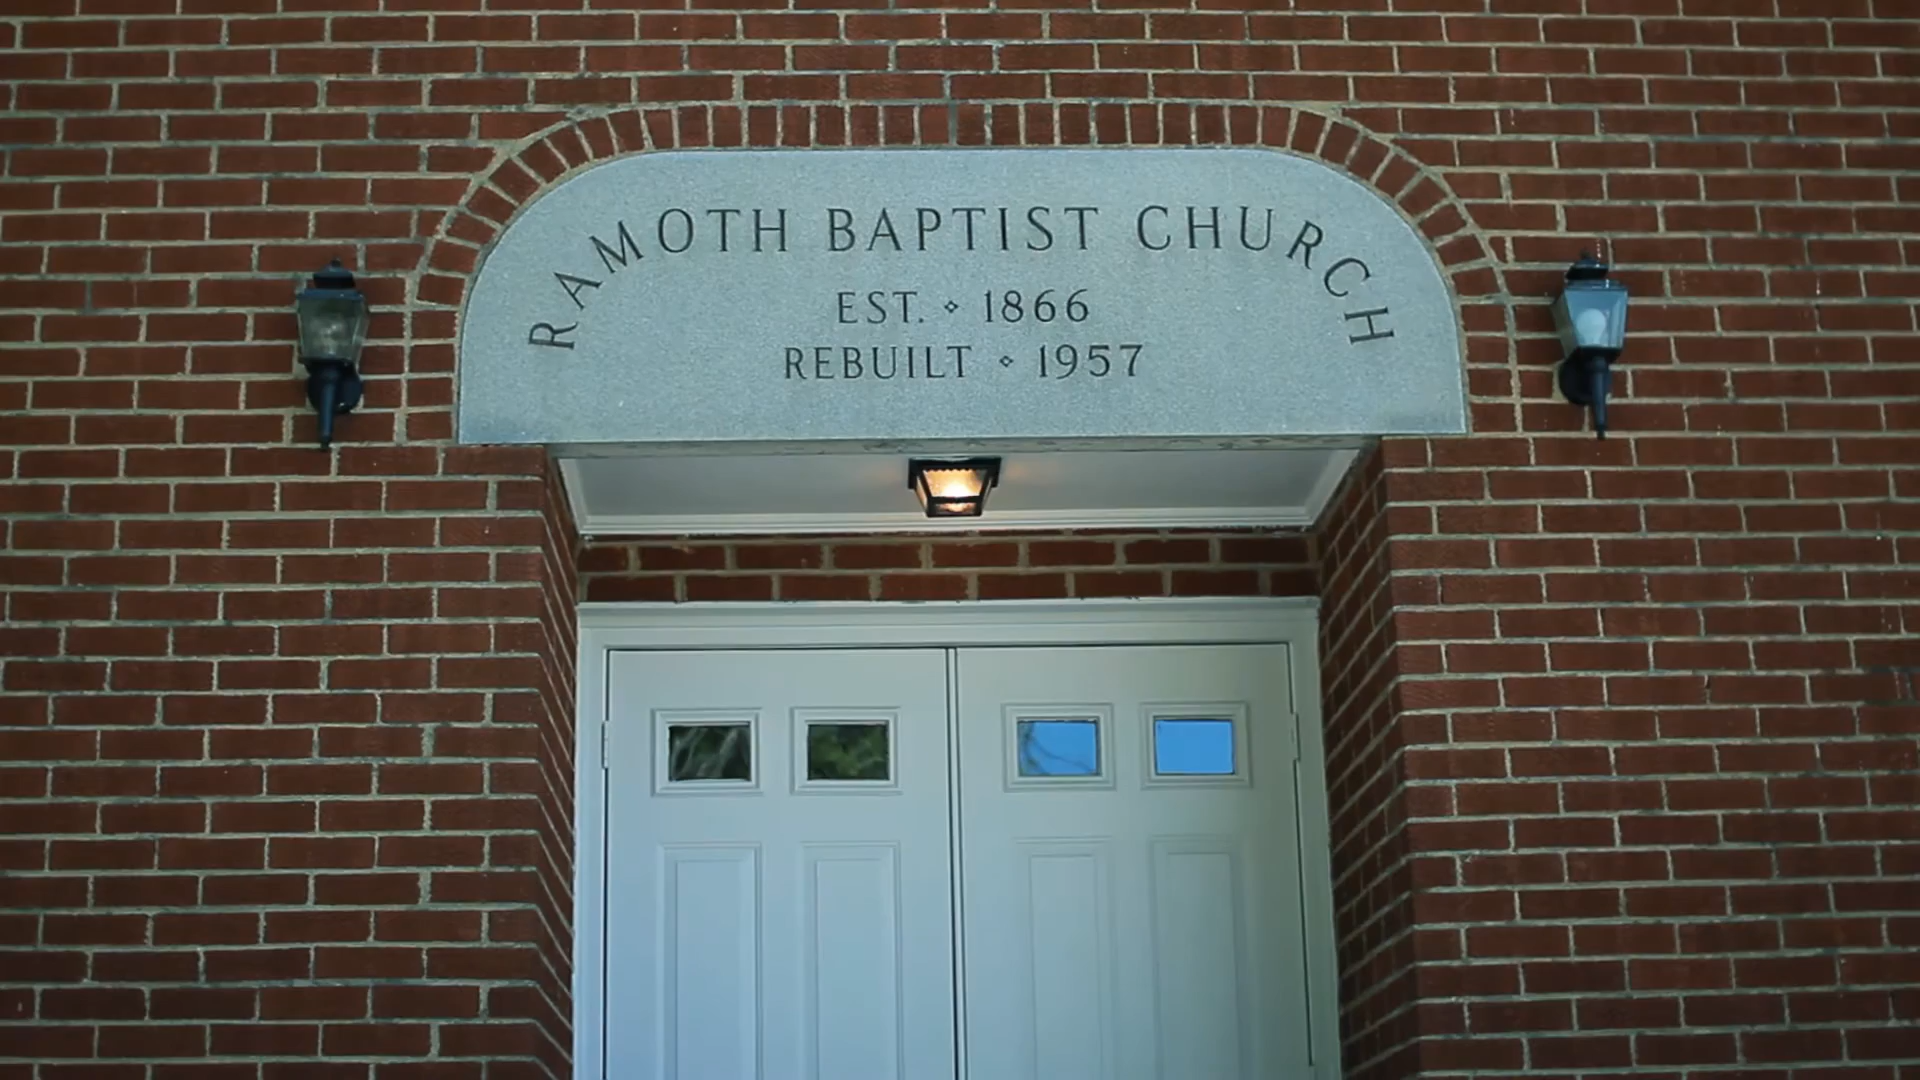 RAMOTH BAPTIST CHURCH
EST. ⋄ 1866
REBUILT ⋄ 1957